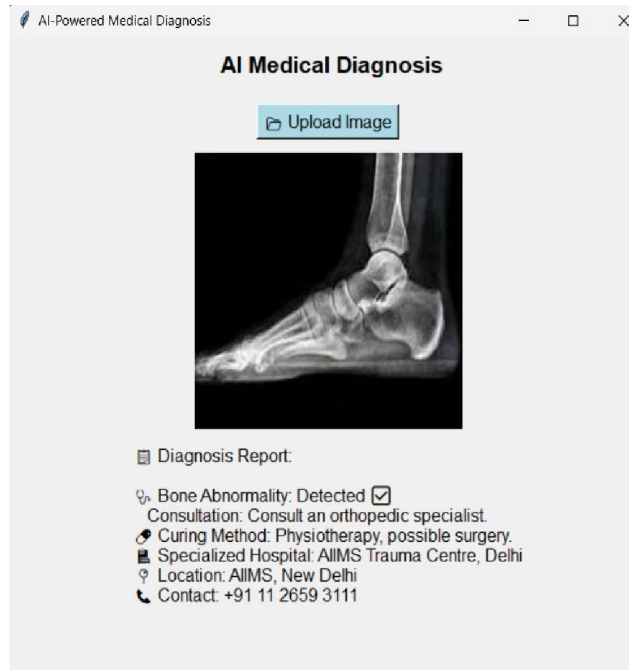 AI-Powered Medical Diagnosis
AI Medical Diagnosis
Upload Image
Diagnosis Report:
Bone Abnormality: Detected
Consultation: Consult an orthopedic specialist.
Curing Method: Physiotherapy, possible surgery.
Specialized Hospital: AIIMS Trauma Centre, Delhi
Location: AIIMS, New Delhi
Contact: +91 11 2659 3111